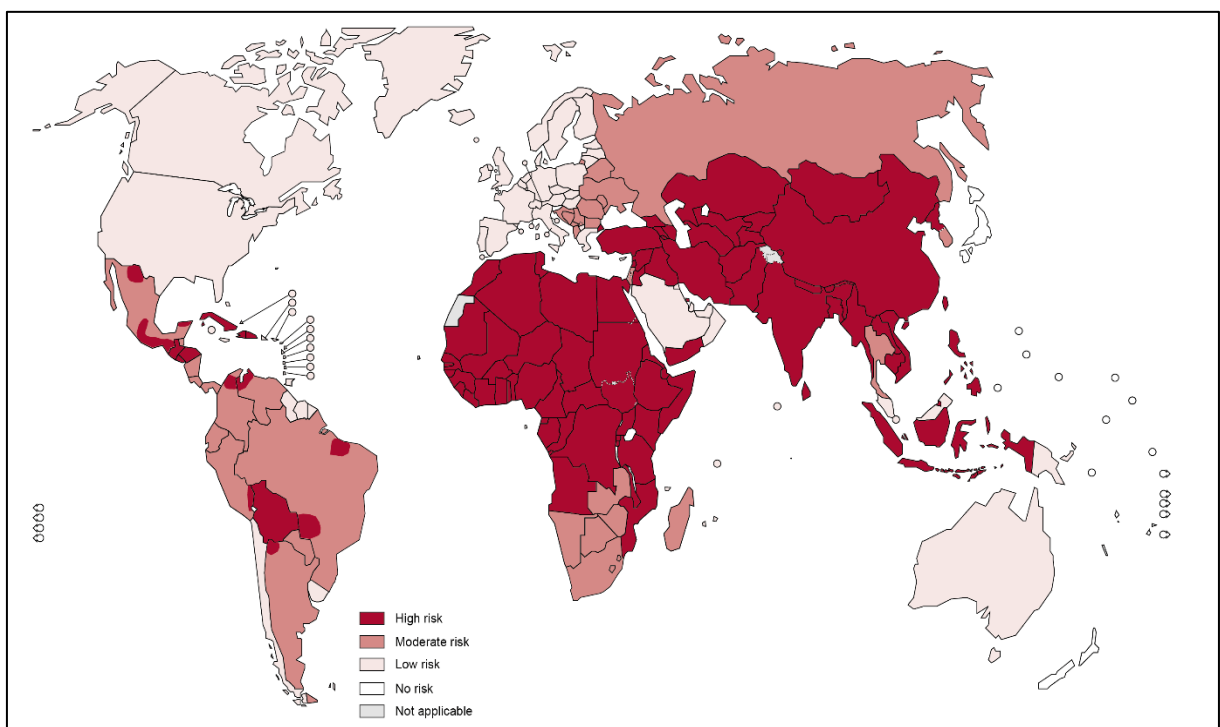 High risk
Moderate risk
Low risk
No risk
Not applicable